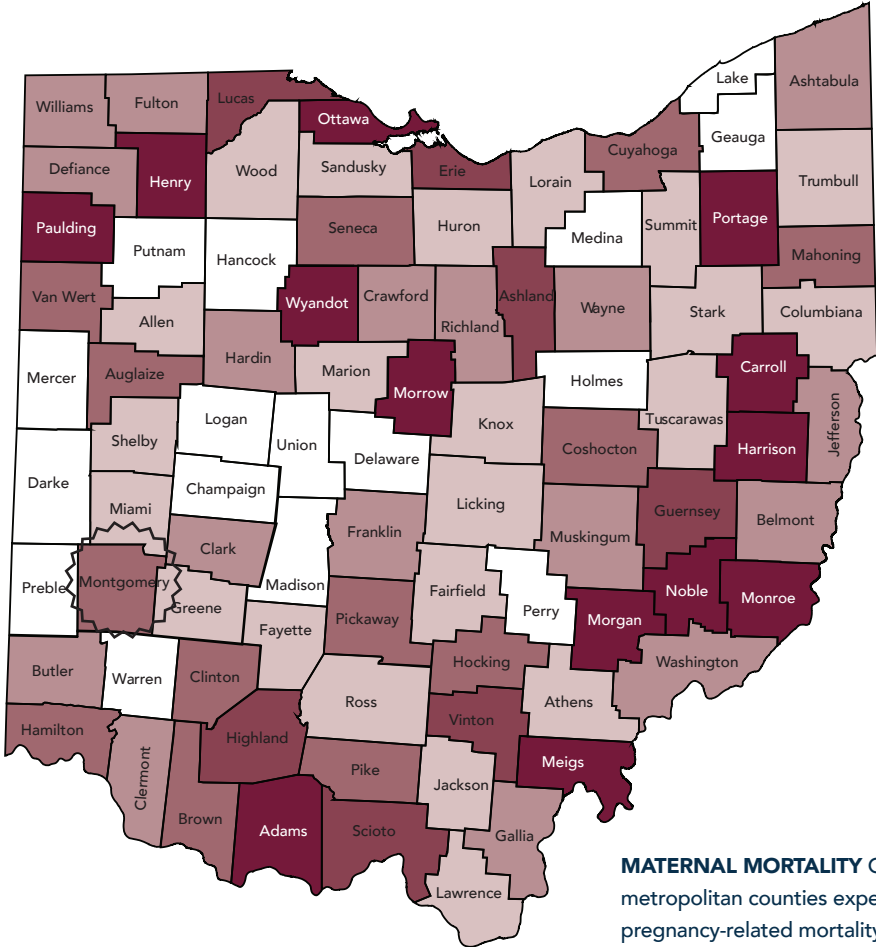 Lake
Ashtabula
Williams
Fulton
Lucas
Ottawa
Geauga
Cuyahoga
Defiance
Henry
Wood
Sandusky
Erie
Lorain
Trumbull
Paulding
Seneca
Huron
Medina
Summit
Portage
Putnam
Hancock
Mahoning
Van Wert
Wyandot
Crawford
Ashland
Wayne
Stark
Columbiana
Allen
Richland
Mercer
Auglaize
Hardin
Marion
Morrow
Holmes
Carroll
Jefferson
Shelby
Logan
Union
Knox
Tuscarawas
Coshocton
Harrison
Darke
Champaign
Delaware
Licking
Guernsey
Belmont
Miami
Clark
Franklin
Muskingum
Preble
Montgomery
Greene
Madison
Fairfield
Perry
Noble
Monroe
Fayette
Pickaway
Morgan
Butler
Warren
Clinton
Hocking
Washington
Ross
Athens
Hamilton
Clermont
Highland
Vinton
Meigs
Brown
Pike
Jackson
Adams
Scioto
Gallia
Lawrence
MATERNAL MORTALITY
metropolitan counties expe
pregnancy-related mortality